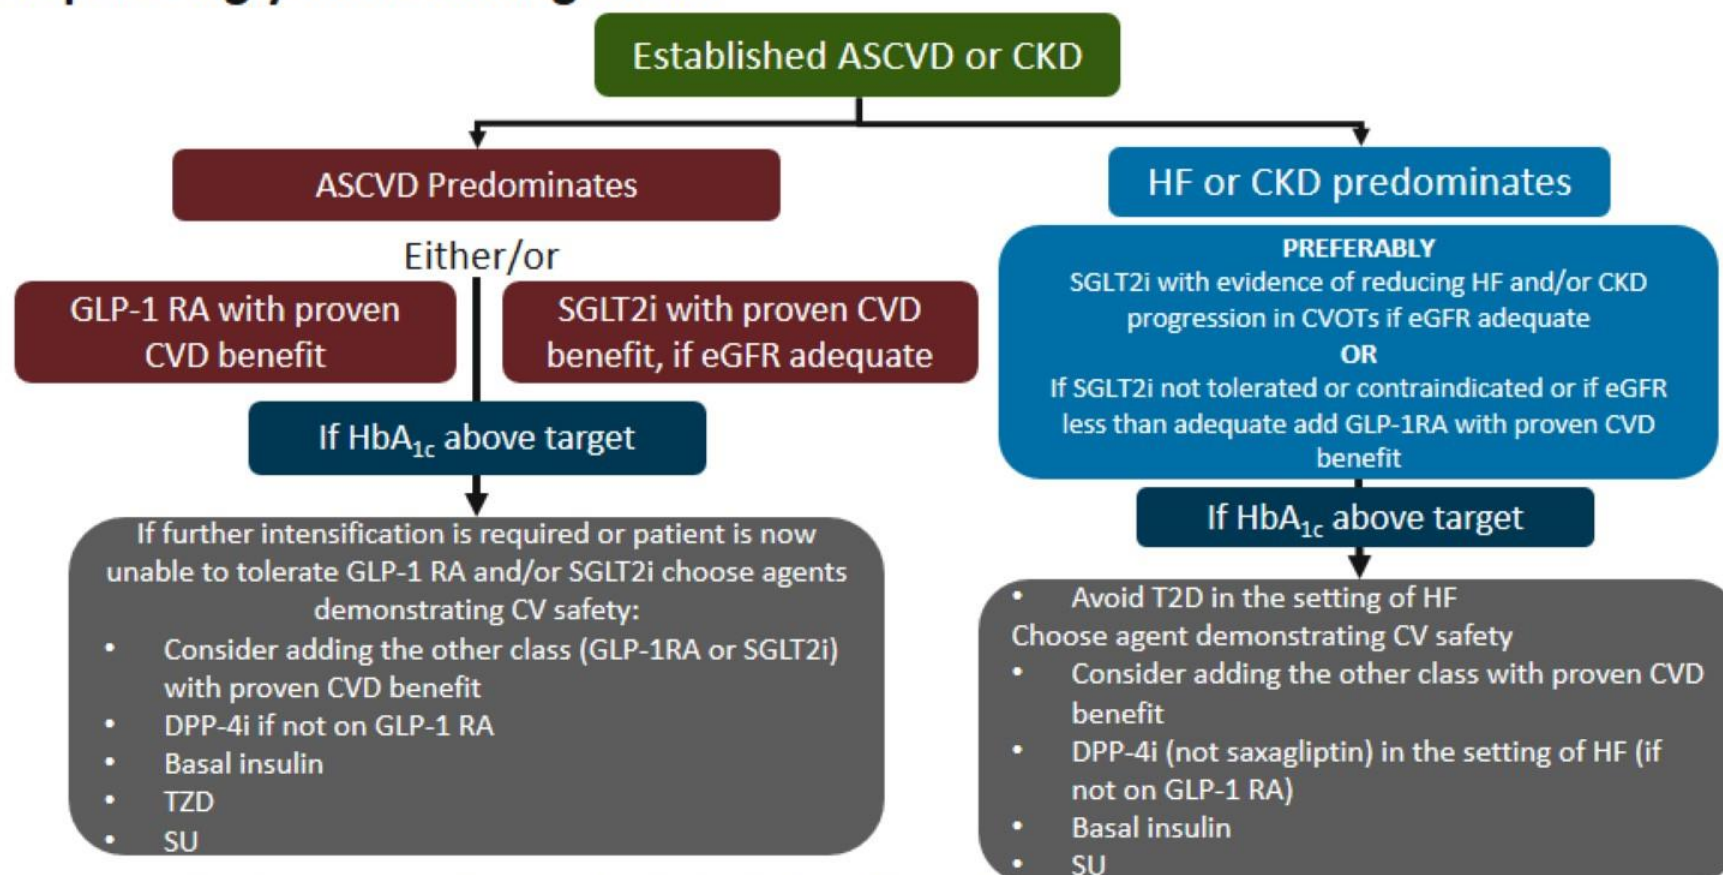 Established ASCVD or CKD
ASCVD Predominates
Either/or
GLP-1 RA with proven
CVD benefit
SGLT2i with proven CVD
benefit, if eGFR adequate
If HbA1c above target
If further intensification is required or patient is now
unable to tolerate GLP-1 RA and/or SGLT2i choose agents
demonstrating CV safety:
• Consider adding the other class (GLP-1RA or SGLT2i)
with proven CVD benefit
• DPP-4i if not on GLP-1 RA
• Basal insulin
• TZD
• SU
HF or CKD predominates
PREFERABLY
SGLT2i with evidence of reducing HF and/or CKD
progression in CVOTs if eGFR adequate
OR
If SGLT2i not tolerated or contraindicated or if eGFR
less than adequate add GLP-1RA with proven CVD
benefit
If HbA1c above target
• Avoid T2D in the setting of HF
Choose agent demonstrating CV safety
• Consider adding the other class with proven CVD
benefit
• DPP-4i (not saxagliptin) in the setting of HF (if
not on GLP-1 RA)
• Basal insulin
• SU